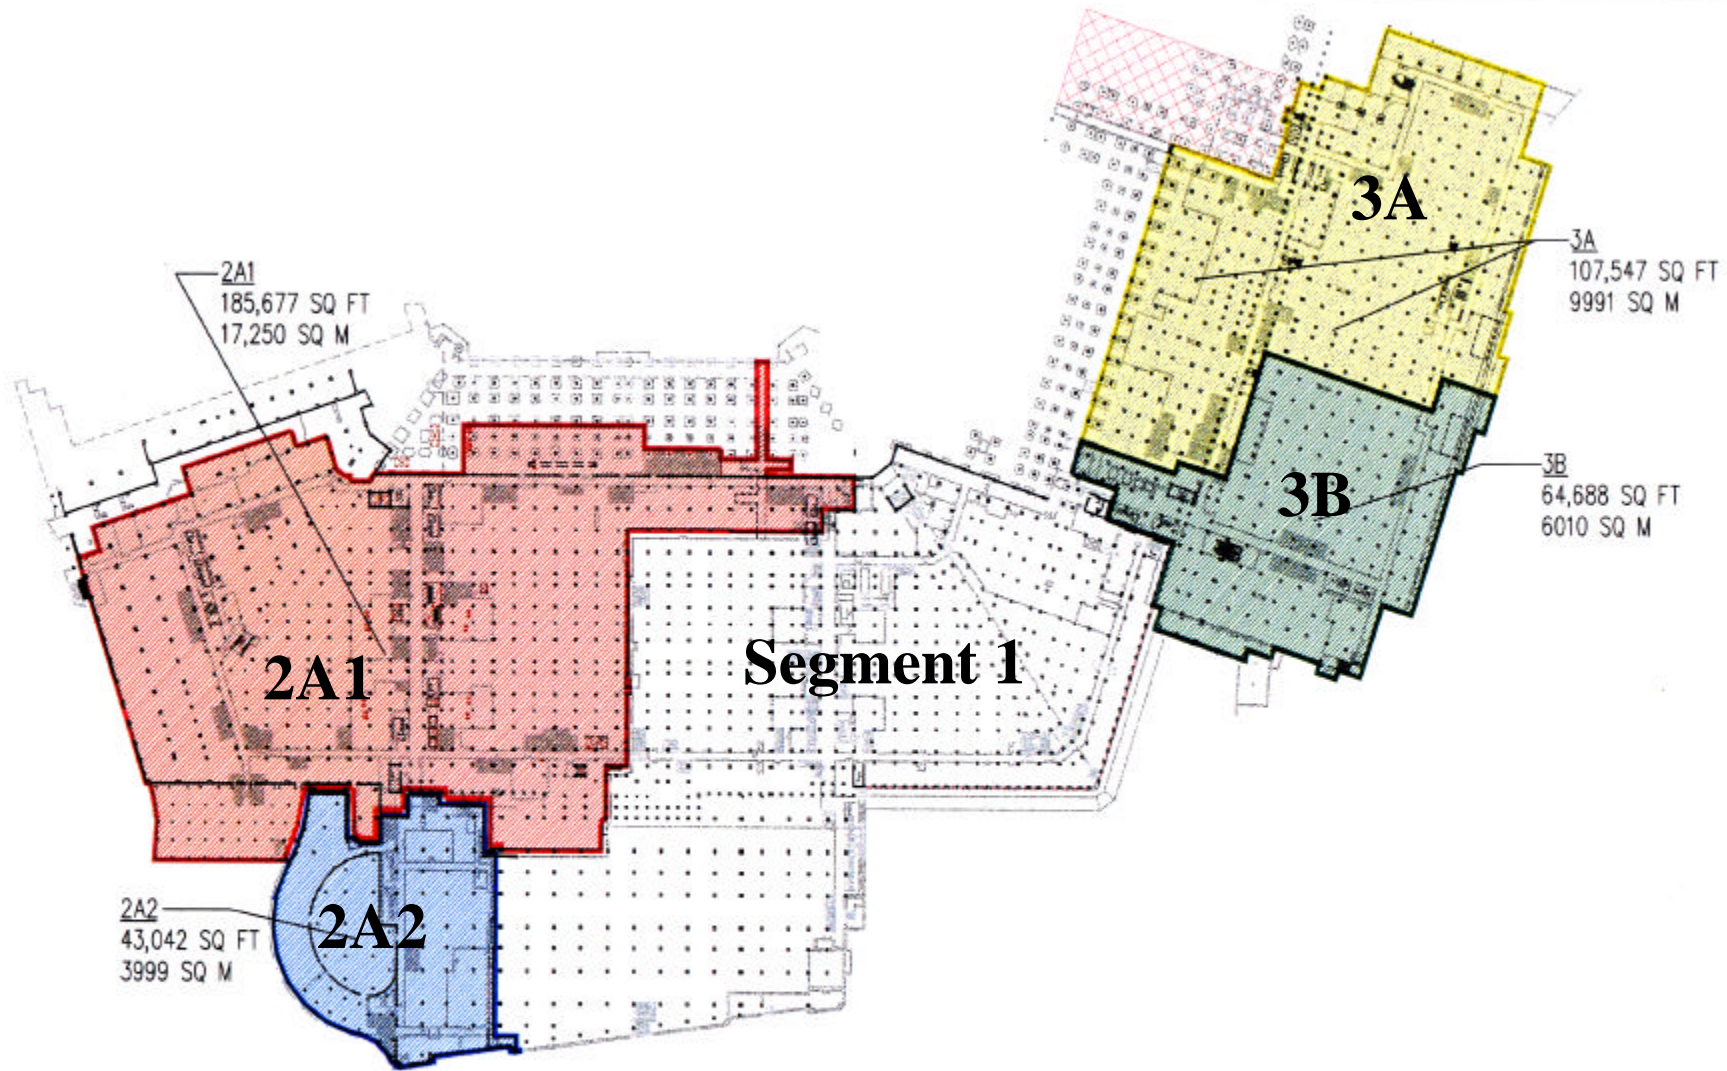 3A
3A
107,547 SQ FT
9991 SQ M
2A1
185,677 SQ FT
17,250 SQ M
3B
3B
64,688 SQ FT
6010 SQ M
2A1
Segment 1
2A2
2A2
43,042 SQ FT
3999 SQ M